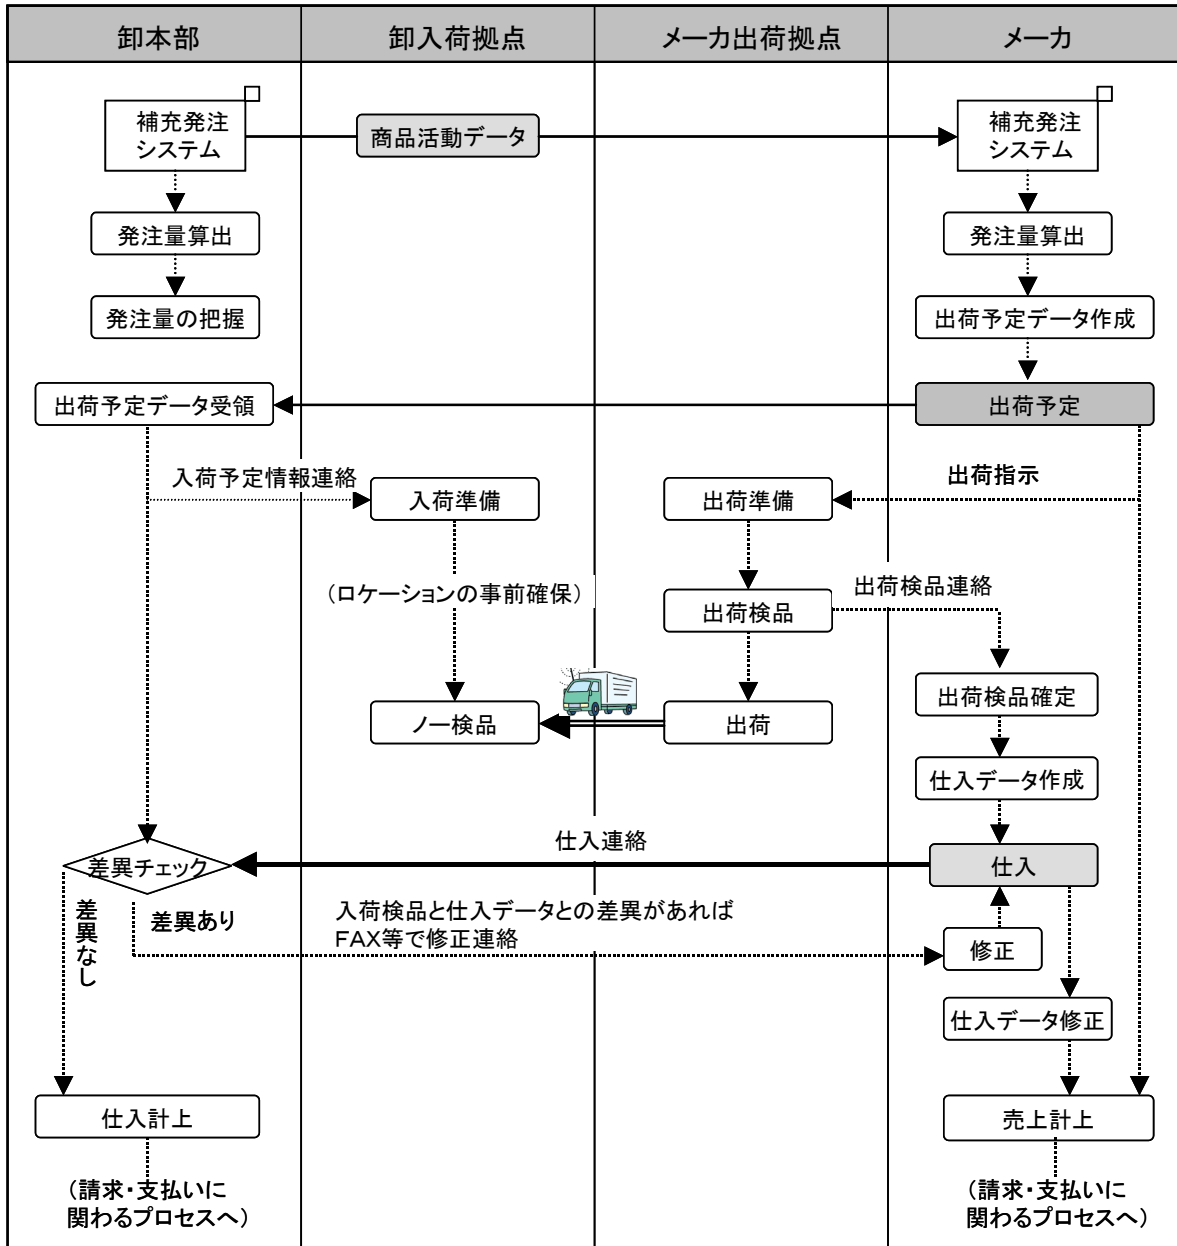 卸本部
卸入荷拠点
メーカ出荷拠点
メーカ
補充発注
システム
商品活動データ
補充発注
システム
発注量算出
発注量算出
発注量の把握
出荷予定データ作成
出荷予定データ受領
出荷予定
入荷予定情報連絡
出荷指示
入荷準備
出荷準備
(ロケーションの事前確保)
出荷検品連絡
出荷検品
出荷検品確定
ノー検品
出荷
仕入データ作成
仕入連絡
差異チェック
仕入
差異なし
差異あり
入荷検品と仕入データとの差異があれば
FAX等で修正連絡
修正
仕入データ修正
仕入計上
売上計上
(請求・支払いに
関わるプロセスへ)
(請求・支払いに
関わるプロセスへ)